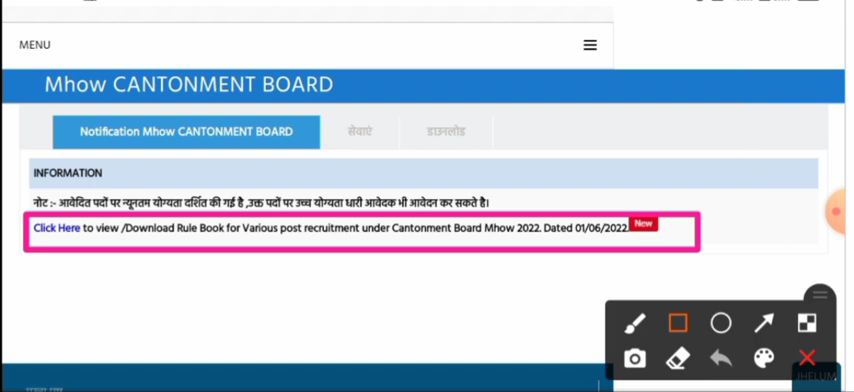 MENU
Mhow CANTONMENT BOARD
Notification Mhow CANTONMENT BOARD सेवाएं डाउनलोड
INFORMATION
नोट :- आवेदित पदों पर न्यूनतम योग्यता दर्शित की गई है ,उक्त पदों पर उच्च योग्यता धारी आवेदक भी आवेदन कर सकते है।
Click Here to view /Download Rule Book for Various post recruitment under Cantonment Board Mhow 2022. Dated 01/06/2022. New
JHELUM